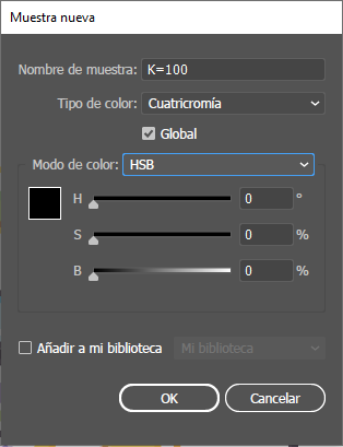 Muestra nueva
Nombre de muestra: K=100
Tipo de color: Cuatricromía
Global
Modo de color: HSB
H 0 °
S 0 %
B 0 %
Añadir a mi biblioteca Mi biblioteca
OK Cancelar